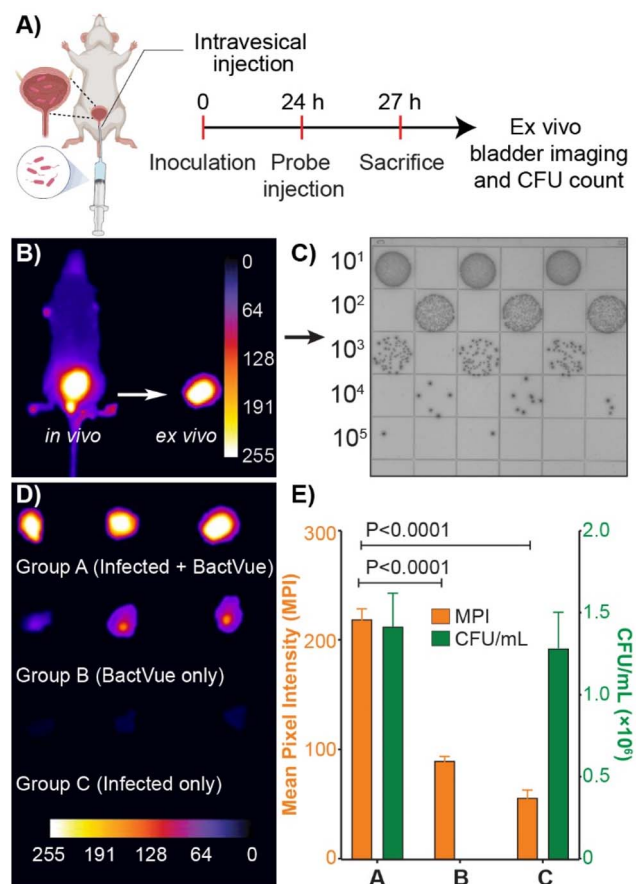 A)
Intravesical
injection
0 24 h 27 h
Inoculation Probe Sacrifice
injection
Ex vivo
bladder imaging
and CFU count
B)
0
64
128
191
255
in vivo
ex vivo
C)
10¹
10²
10³
10⁴
10⁵
D)
Group A (Infected + BactVue)
Group B (BactVue only)
Group C (Infected only)
255 191 128 64 0
E)
Mean Pixel Intensity (MPI)
300
200
100
0
P<0.0001
P<0.0001
MPI
CFU/mL
2.0
1.5
1.0
0.5
0
CFU/mL (×10⁶)
A B C